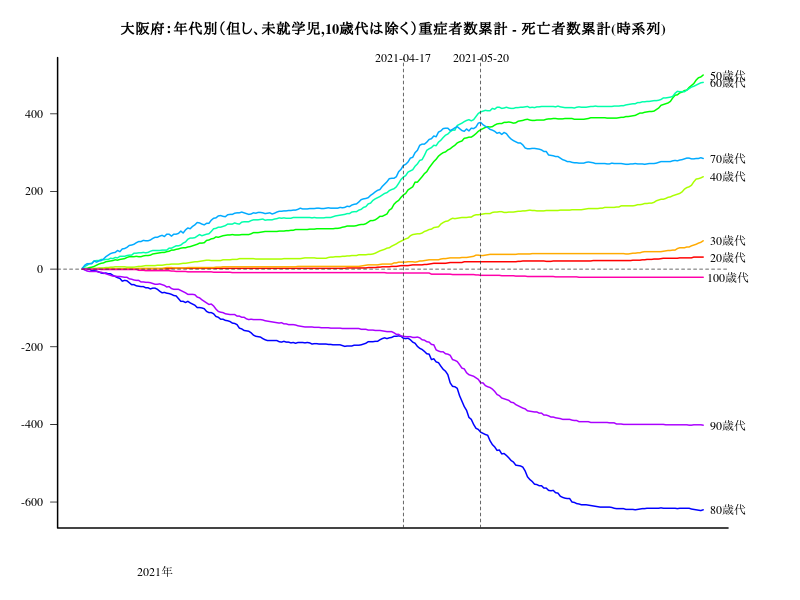 大阪府：年代別（但し、未就学児,10歳代は除く）重症者数累計 - 死亡者数累計(時系列)
2021-04-17
2021-05-20
50歳代
60歳代
400
70歳代
40歳代
200
30歳代
20歳代
0
100歳代
-200
-400
90歳代
-600
80歳代
2021年